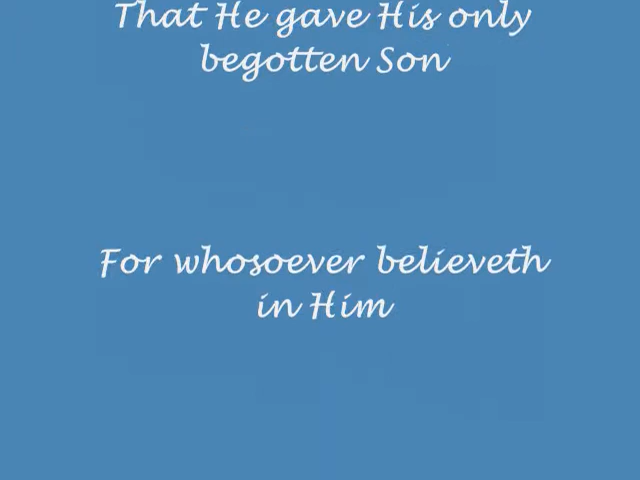 That He gave His only
begotten Son
For whosoever believeth
in Him